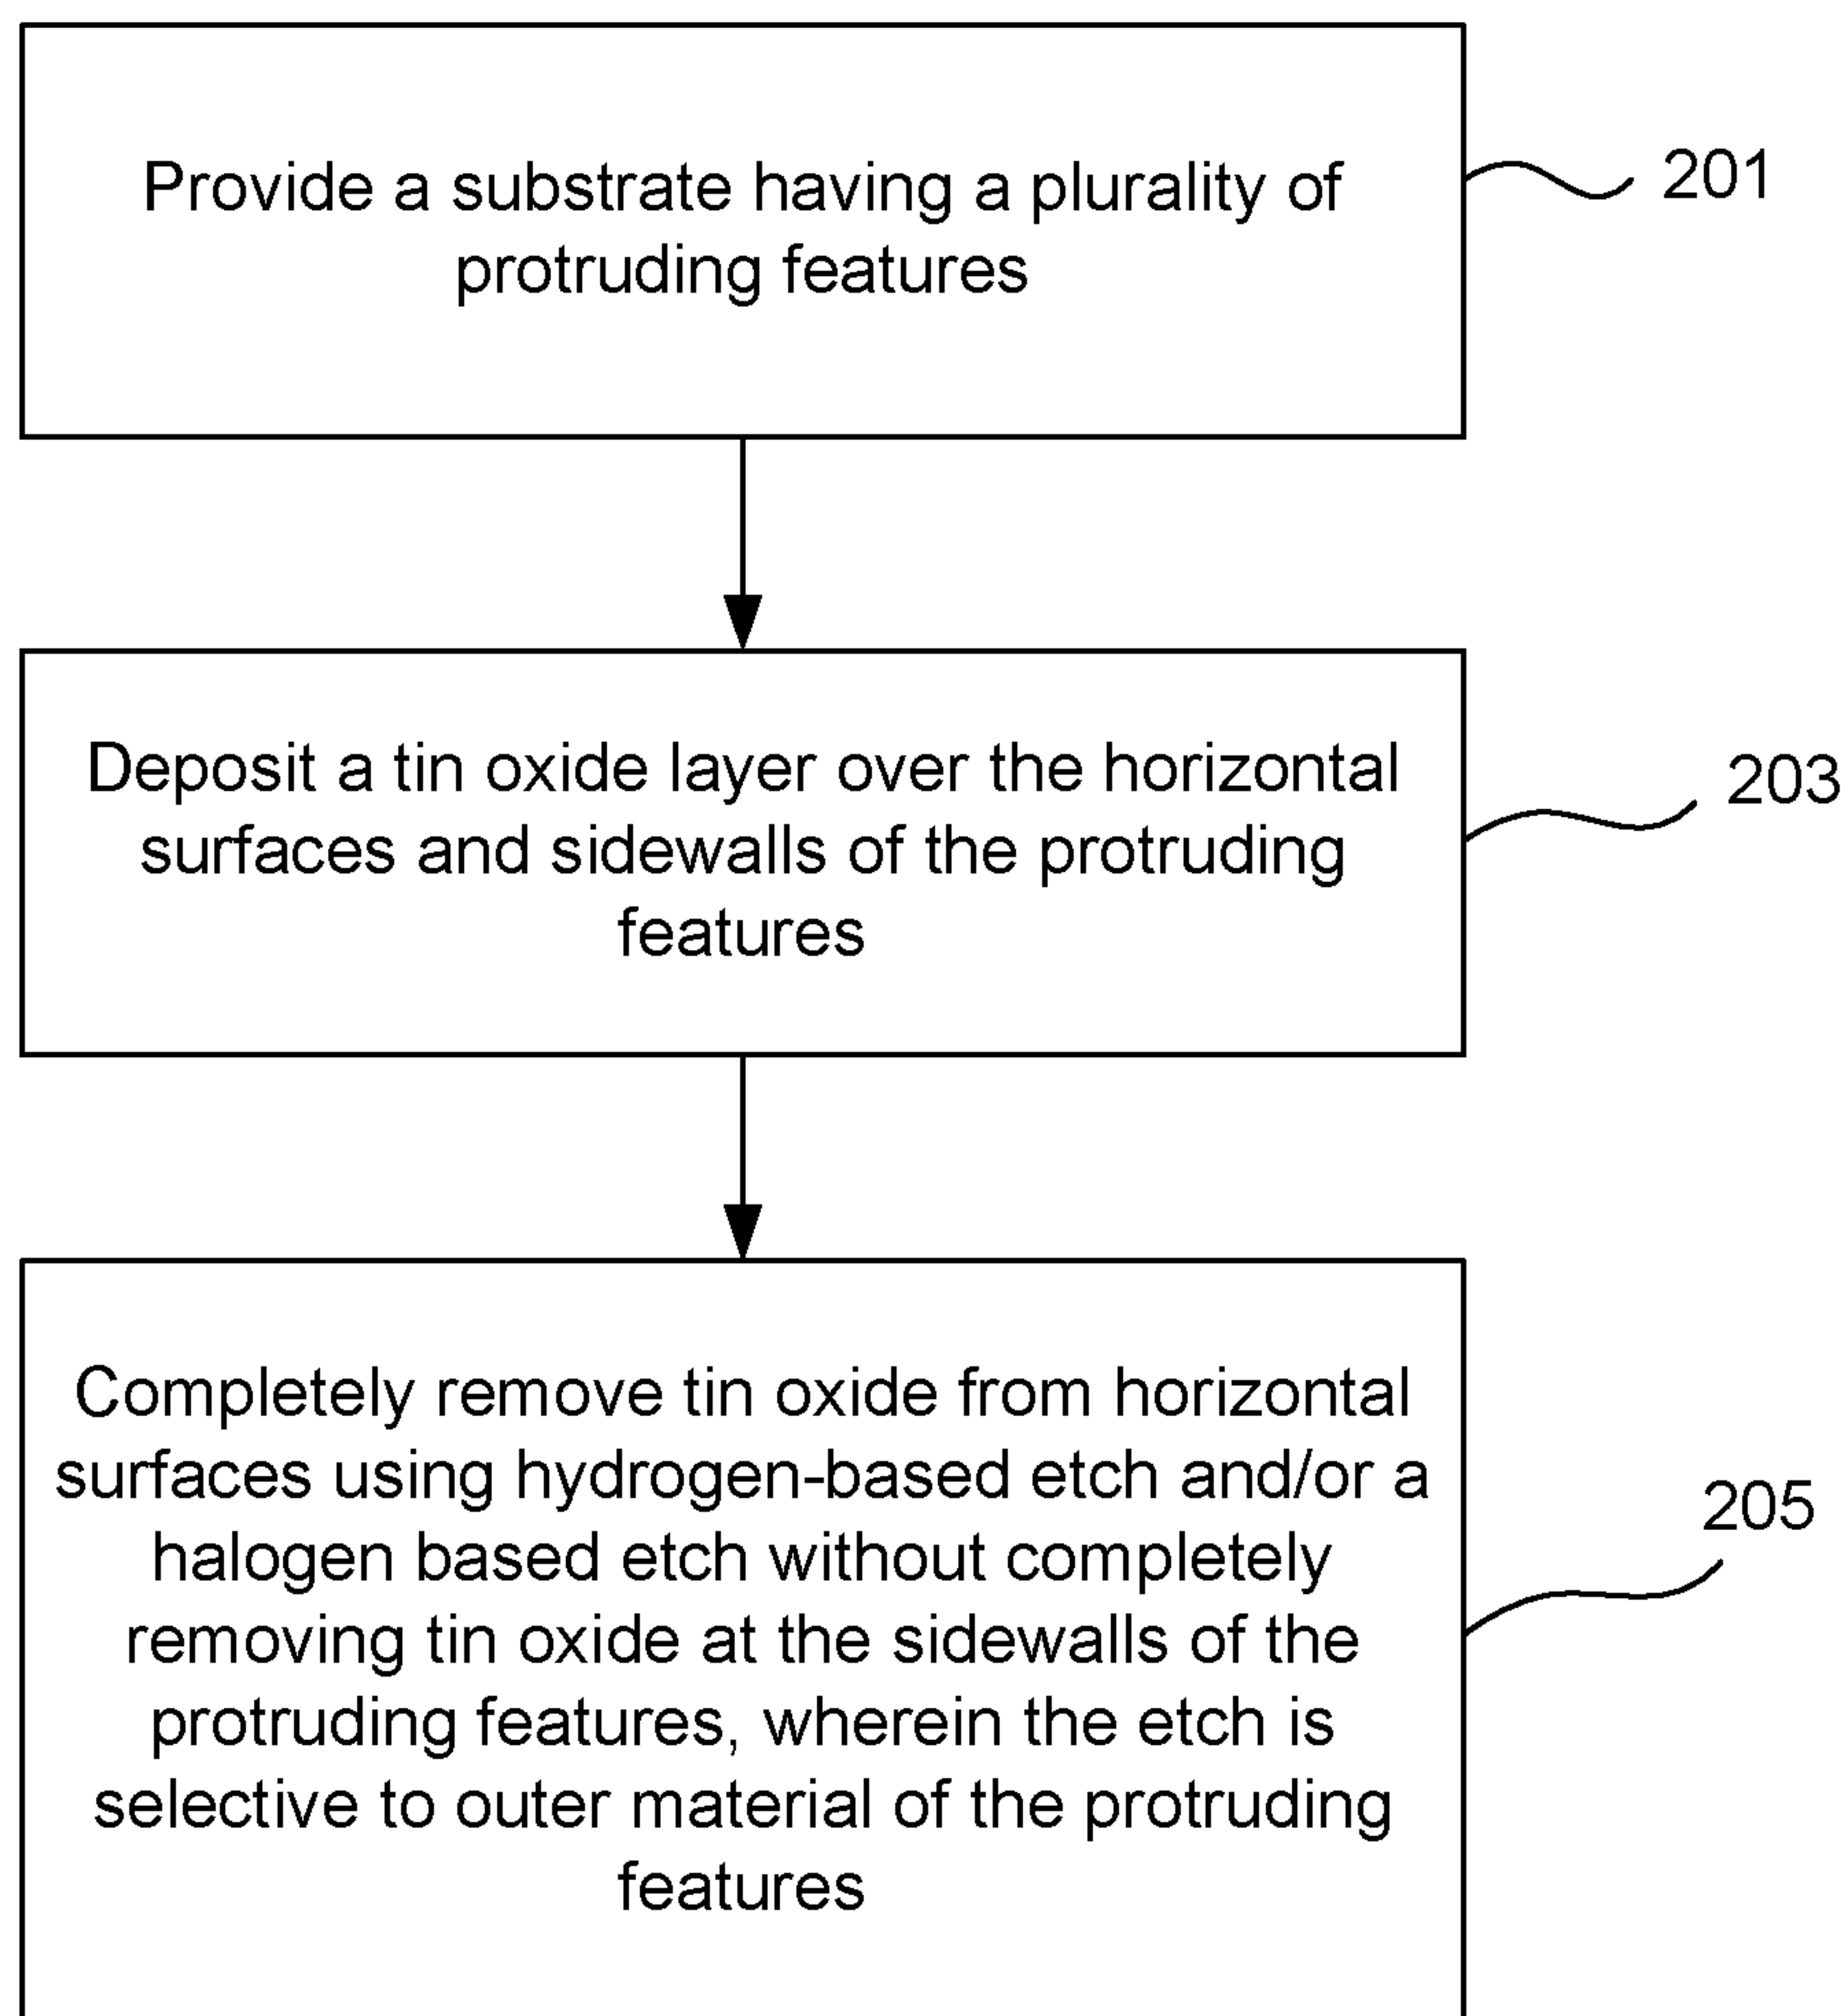 Provide a substrate having a plurality of
protruding features
201
Deposit a tin oxide layer over the horizontal
surfaces and sidewalls of the protruding
features
203
Completely remove tin oxide from horizontal
surfaces using hydrogen-based etch and/or a
halogen based etch without completely
removing tin oxide at the sidewalls of the
protruding features, wherein the etch is
selective to outer material of the protruding
features
205